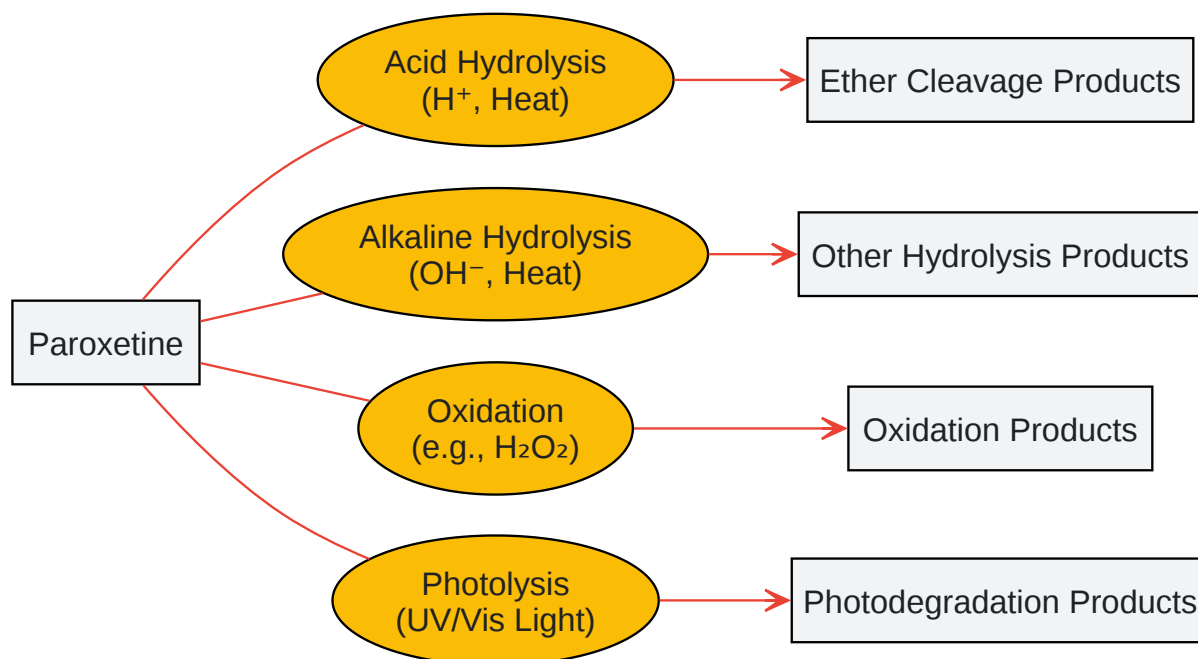 Acid Hydrolysis
(H⁺, Heat)
Ether Cleavage Products
Alkaline Hydrolysis
(OH⁻, Heat)
Other Hydrolysis Products
Paroxetine
Oxidation
(e.g., H₂O₂)
Oxidation Products
Photolysis
(UV/Vis Light)
Photodegradation Products